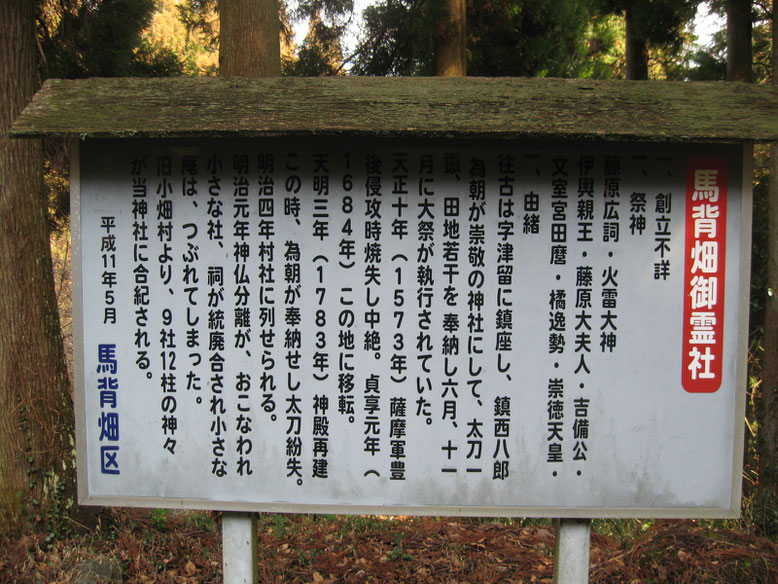 馬背畑御霊社
一、創立不詳
一、祭神
藤原広詞・火雷大神
伊輿親王・藤原大夫人・吉備公・
文室宮田麿・橘逸勢・崇徳天皇・
一、由緒
往古は字津留に鎮座し、鎮西八郎
為朝が崇敬の神社にして、太刀一
振、田地若干を 奉納し六月、十一
月に大祭が執行されていた。
天正十年（1573年）薩摩軍豊
後侵攻時焼失し中絶。貞享元年（
1684年）この地に移転。
天明三年（1783年）神殿再建
この時、為朝が奉納せし太刀紛失。
明治四年村社に列せられる。
明治元年神仏分離が、おこなわれ
小さな社、祠が統廃合され小さな
庵は、つぶれてしまった。
旧小畑村より、9社12柱の神々
が当神社に合紀される。
平成11年5月 馬背畑区